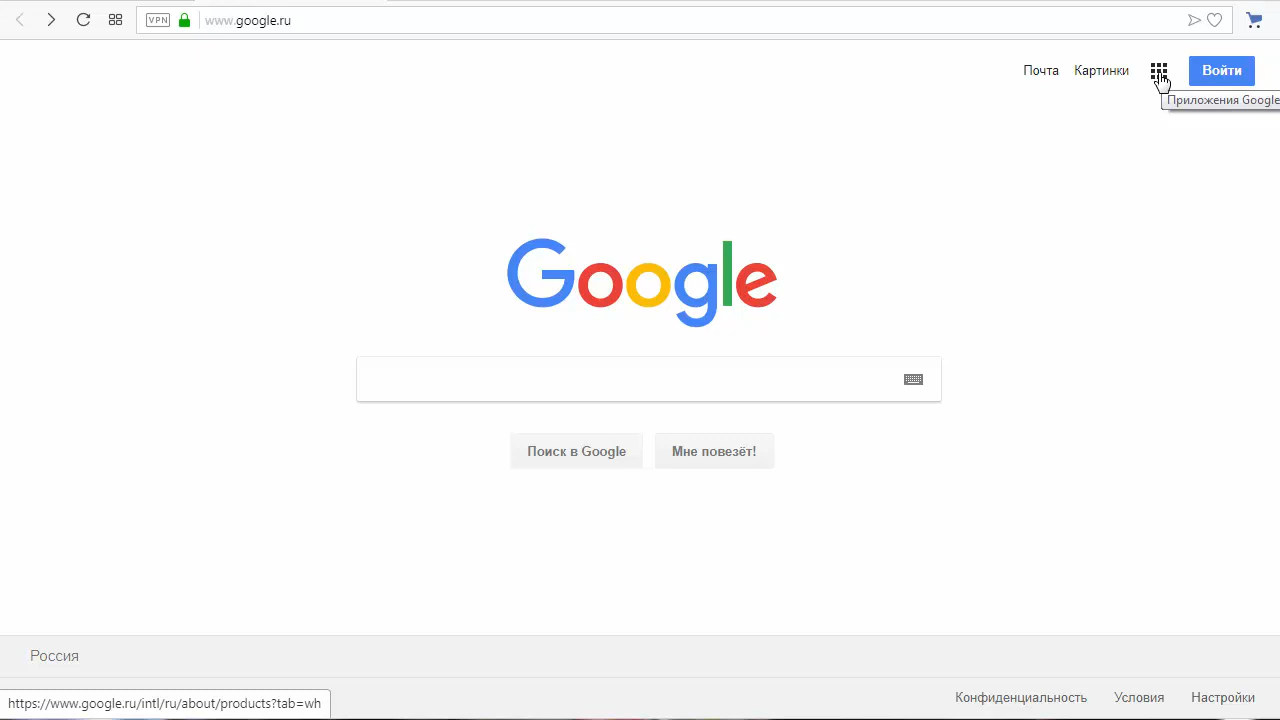 VPN
www.google.ru
Почта Картинки Войти
Приложения Google
Google
Поиск в Google Мне повезёт!
Россия
https://www.google.ru/intl/ru/about/products?tab=wh
Конфиденциальность Условия Настройки